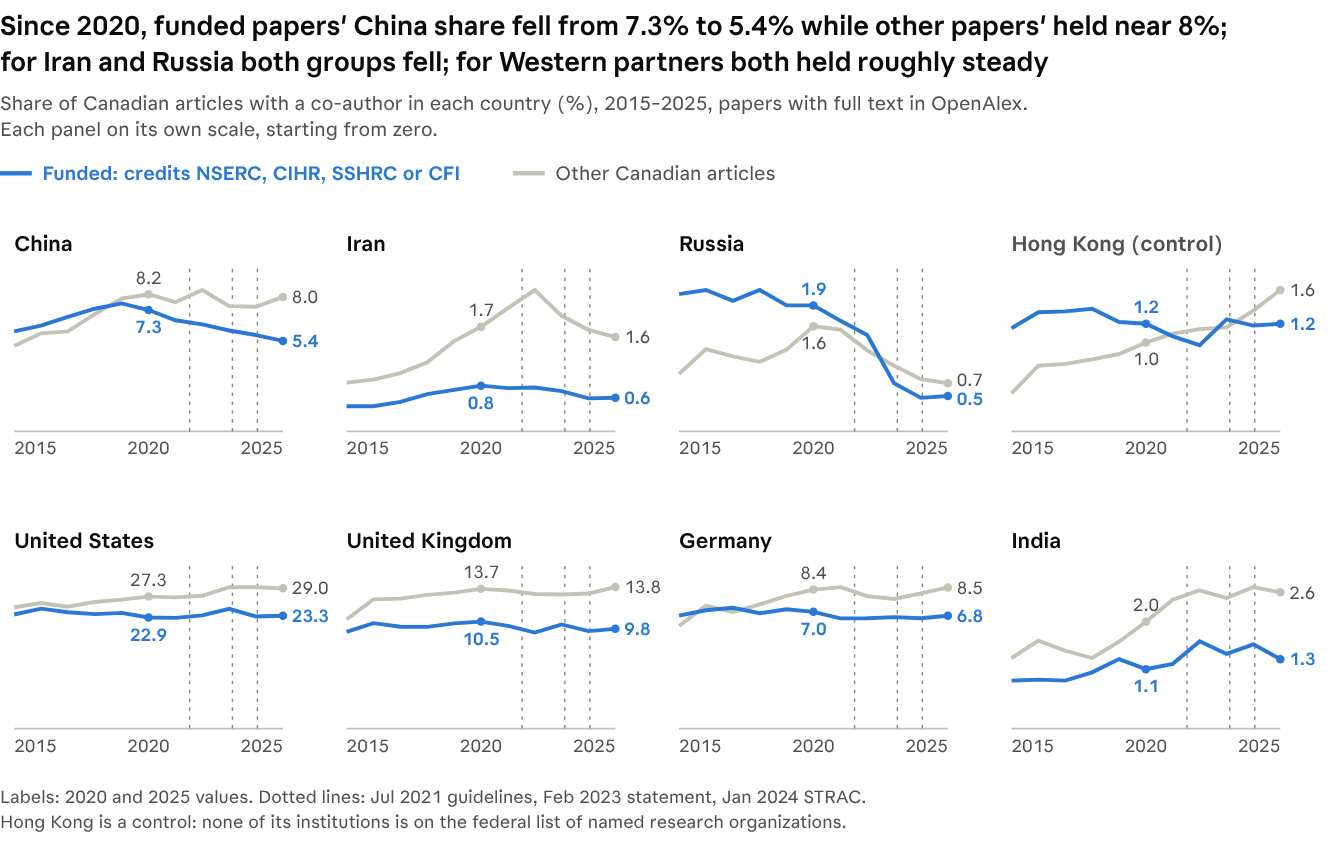 Since 2020, funded papers' China share fell from 7.3% to 5.4% while other papers' held near 8%;
for Iran and Russia both groups fell; for Western partners both held roughly steady
Share of Canadian articles with a co-author in each country (%), 2015–2025, papers with full text in OpenAlex.
Each panel on its own scale, starting from zero.
Funded: credits NSERC, CIHR, SSHRC or CFI
Other Canadian articles
China
8.2
8.0
7.3
5.4
2015 2020 2025
Iran
1.7
1.6
0.8
0.6
2015 2020 2025
Russia
1.9
1.6
0.7
0.5
2015 2020 2025
Hong Kong (control)
1.6
1.2
1.2
1.0
2015 2020 2025
United States
27.3
29.0
23.3
22.9
2015 2020 2025
United Kingdom
13.7
13.8
9.8
10.5
2015 2020 2025
Germany
8.4
8.5
6.8
7.0
2015 2020 2025
India
2.6
2.0
1.3
1.1
2015 2020 2025
Labels: 2020 and 2025 values. Dotted lines: Jul 2021 guidelines, Feb 2023 statement, Jan 2024 STRAC.
Hong Kong is a control: none of its institutions is on the federal list of named research organizations.